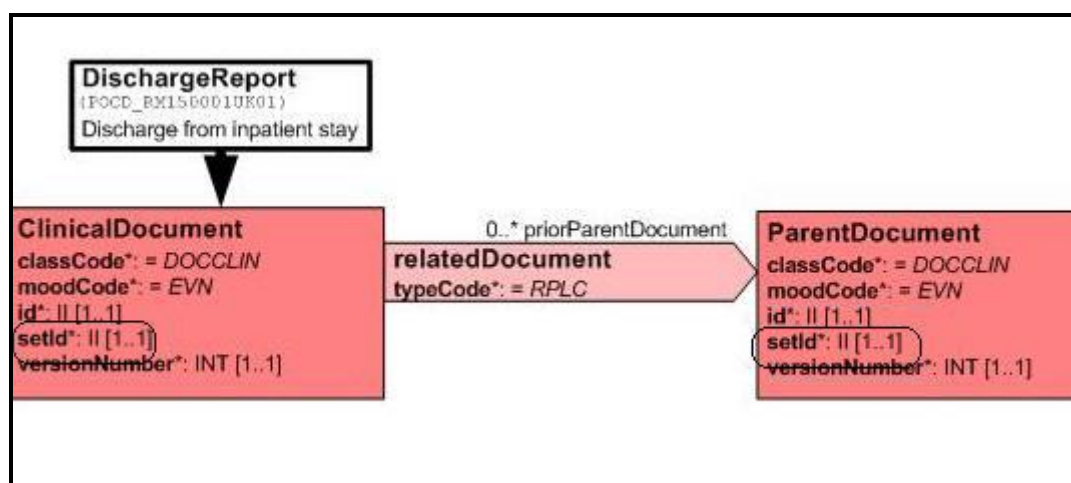 DischargeReport
(POCD_RM150001UK01)
Discharge from inpatient stay
ClinicalDocument
classCode*: = DOCCLIN
moodCode*: = EVN
id*: II [1..1]
setId*: II [1..1]
versionNumber*: INT [1..1]
0..* priorParentDocument
relatedDocument
typeCode*: = RPLC
ParentDocument
classCode*: = DOCCLIN
moodCode*: = EVN
id*: II [1..1]
setId*: II [1..1]
versionNumber*: INT [1..1]